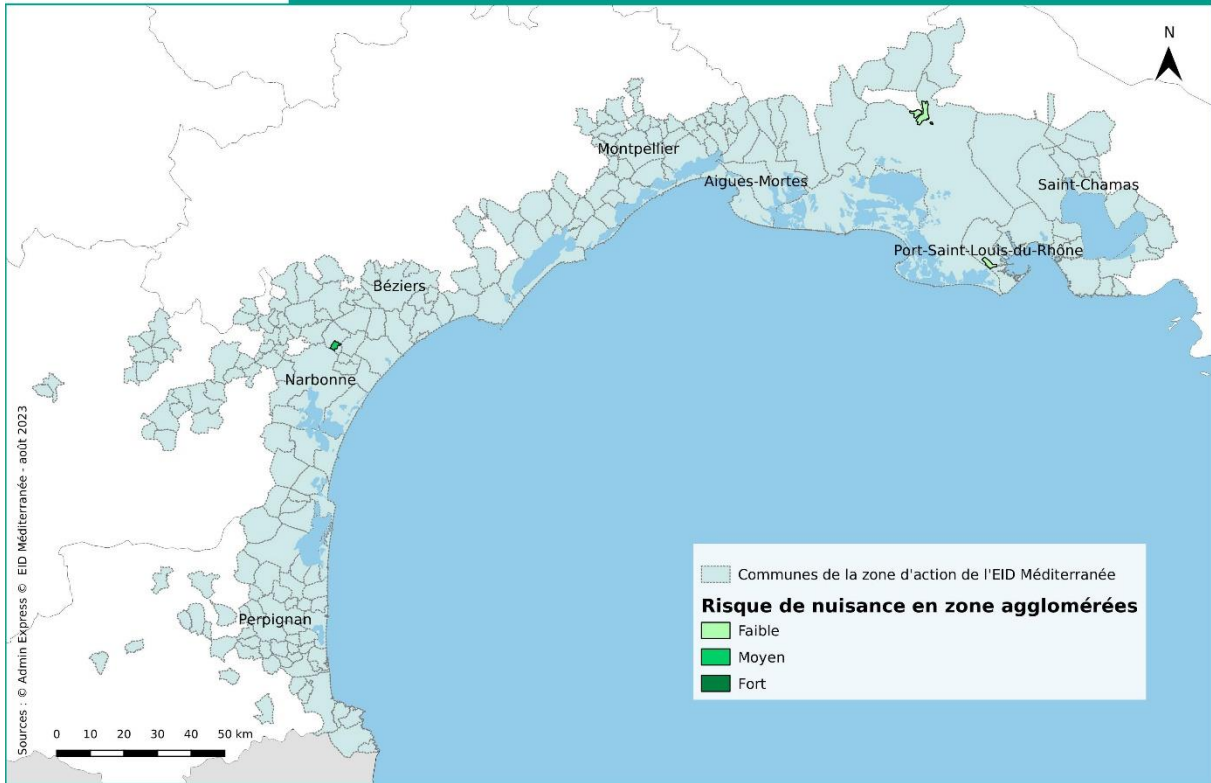 N
Montpellier
Aigues-Mortes
Saint-Chamas
Port-Saint-Louis-du-Rhône
Béziers
Narbonne
Perpignan
Communes de la zone d'action de l'EID Méditerranée
Risque de nuisance en zone agglomérées
Faible
Moyen
Fort
0 10 20 30 40 50 km
Sources : © Admin Express © EID Méditerranée - août 2023